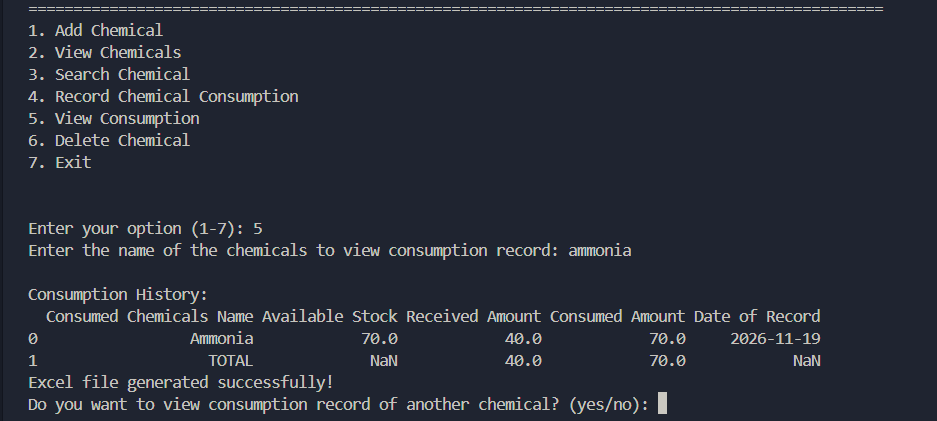 ===============================================================================================
1. Add Chemical
2. View Chemicals
3. Search Chemical
4. Record Chemical Consumption
5. View Consumption
6. Delete Chemical
7. Exit
Enter your option (1-7): 5
Enter the name of the chemicals to view consumption record: ammonia
Consumption History:
  Consumed Chemicals Name Available Stock Received Amount Consumed Amount Date of Record
0                 Ammonia            70.0            40.0            70.0     2026-11-19
1                   TOTAL             NaN            40.0            70.0            NaN
Excel file generated successfully!
Do you want to view consumption record of another chemical? (yes/no):